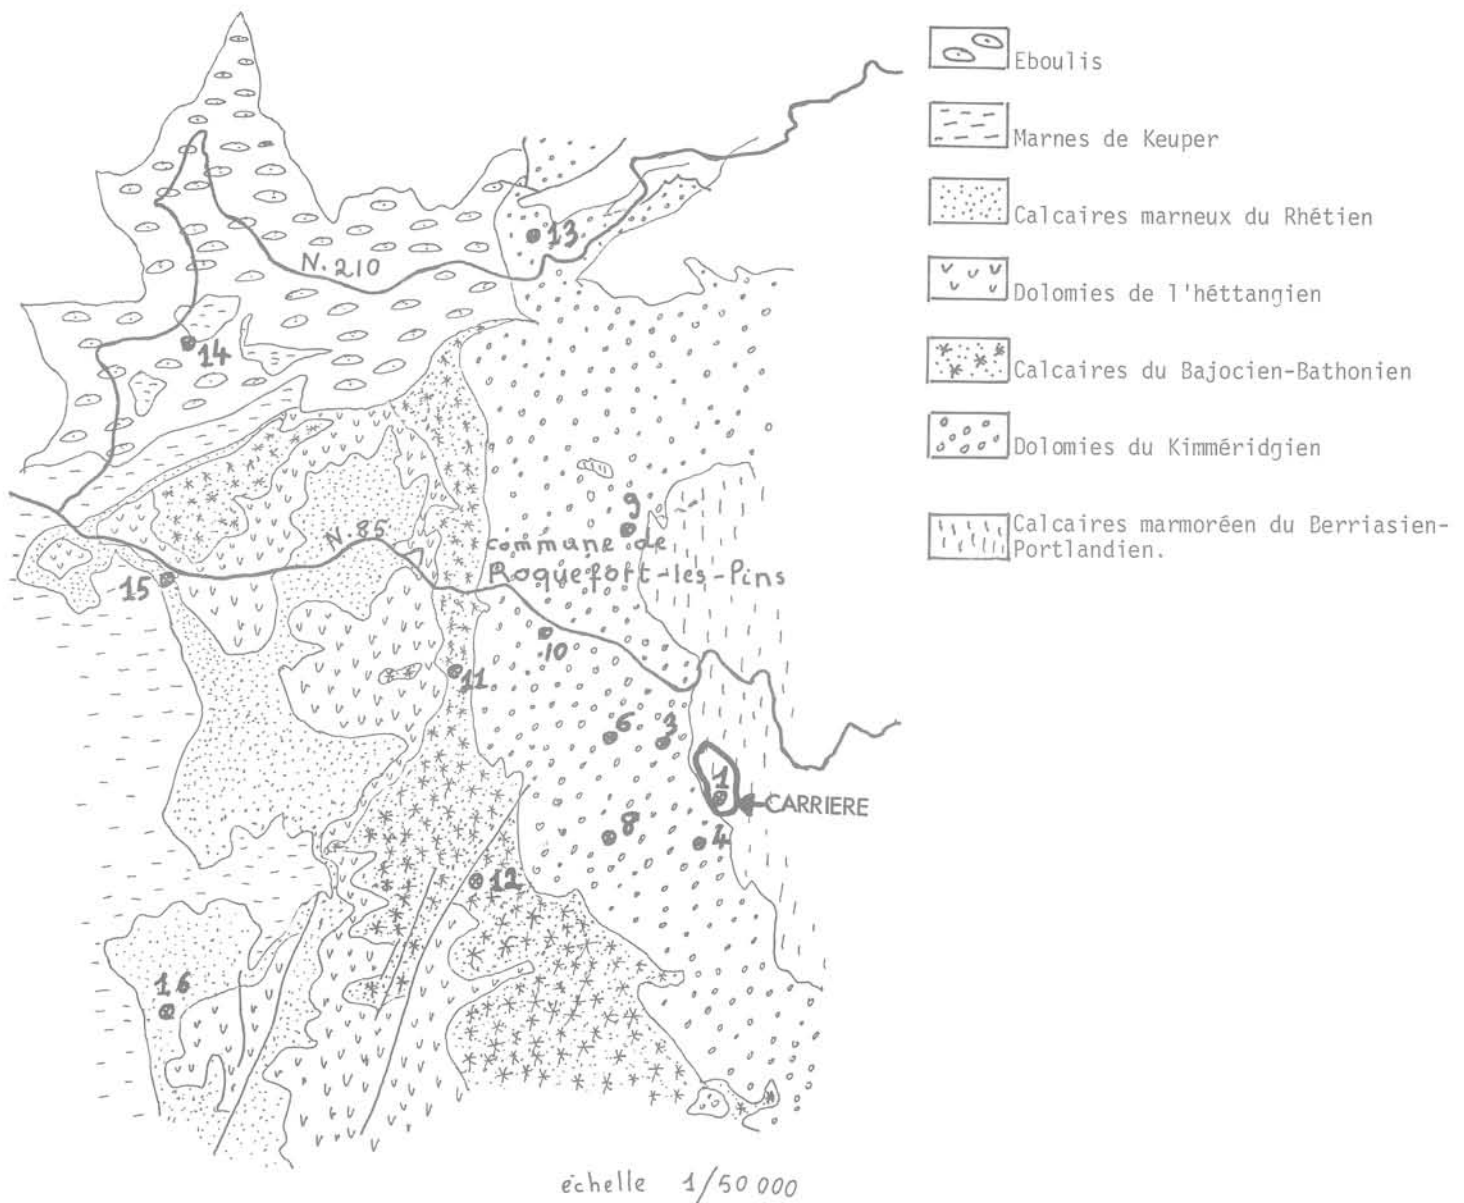 Eboulis
Marnes de Keuper
Calcaires marneux du Rhétien
Dolomies de l'héttangien
Calcaires du Bajocien-Bathonien
Dolomies du Kimméridgien
Calcaires marmoréen du Berriasien-
Portlandien.
13
N.210
14
9
N.85
commune de
Roquefort-les-Pins
15
10
11
6
3
1
CARRIERE
8
4
12
16
échelle 1/50 000